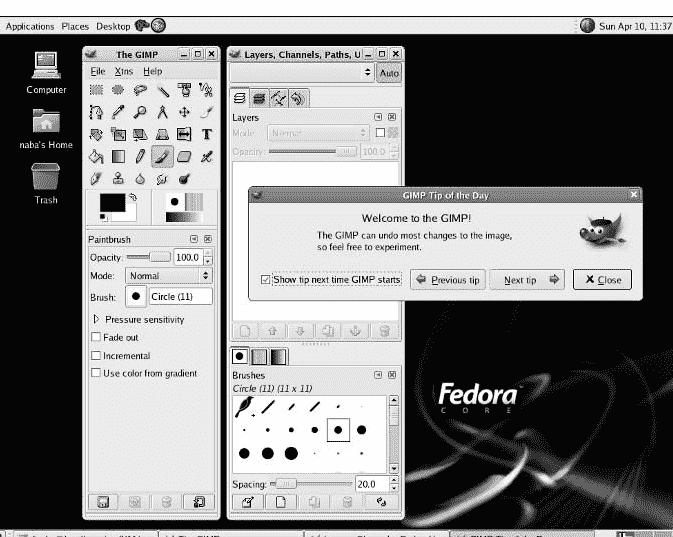 Applications Places Desktop
Sun Apr 10, 11:37
Computer
naba's Home
Trash
The GIMP
File Xtns Help
Paintbrush
Opacity: 100.0
Mode: Normal
Brush: Circle (11)
Pressure sensitivity
Fade out
Incremental
Use color from gradient
Layers, Channels, Paths, U
Auto
Layers
Mode: Normal
Opacity: 100.0
GIMP Tip of the Day
Welcome to the GIMP!
The GIMP can undo most changes to the image,
so feel free to experiment.
Show tip next time GIMP starts
Previous tip
Next tip
Close
Brushes
Circle (11) (11 x 11)
Spacing: 20.0
Fedora
CORE